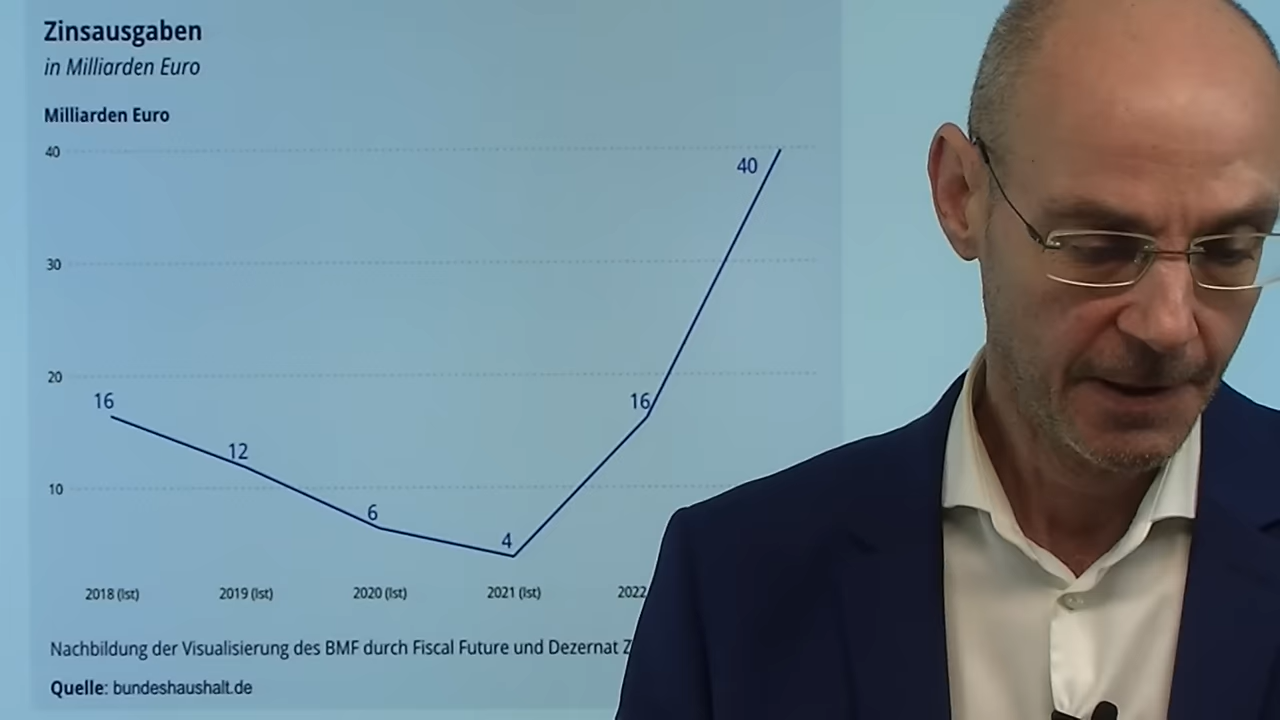 Zinsausgaben
in Milliarden Euro
Milliarden Euro
40
40
30
20
16
16
12
10
6
4
2018 (Ist)
2019 (Ist)
2020 (Ist)
2021 (Ist)
2022
Nachbildung der Visualisierung des BMF durch Fiscal Future und Dezernat Z
Quelle: bundeshaushalt.de